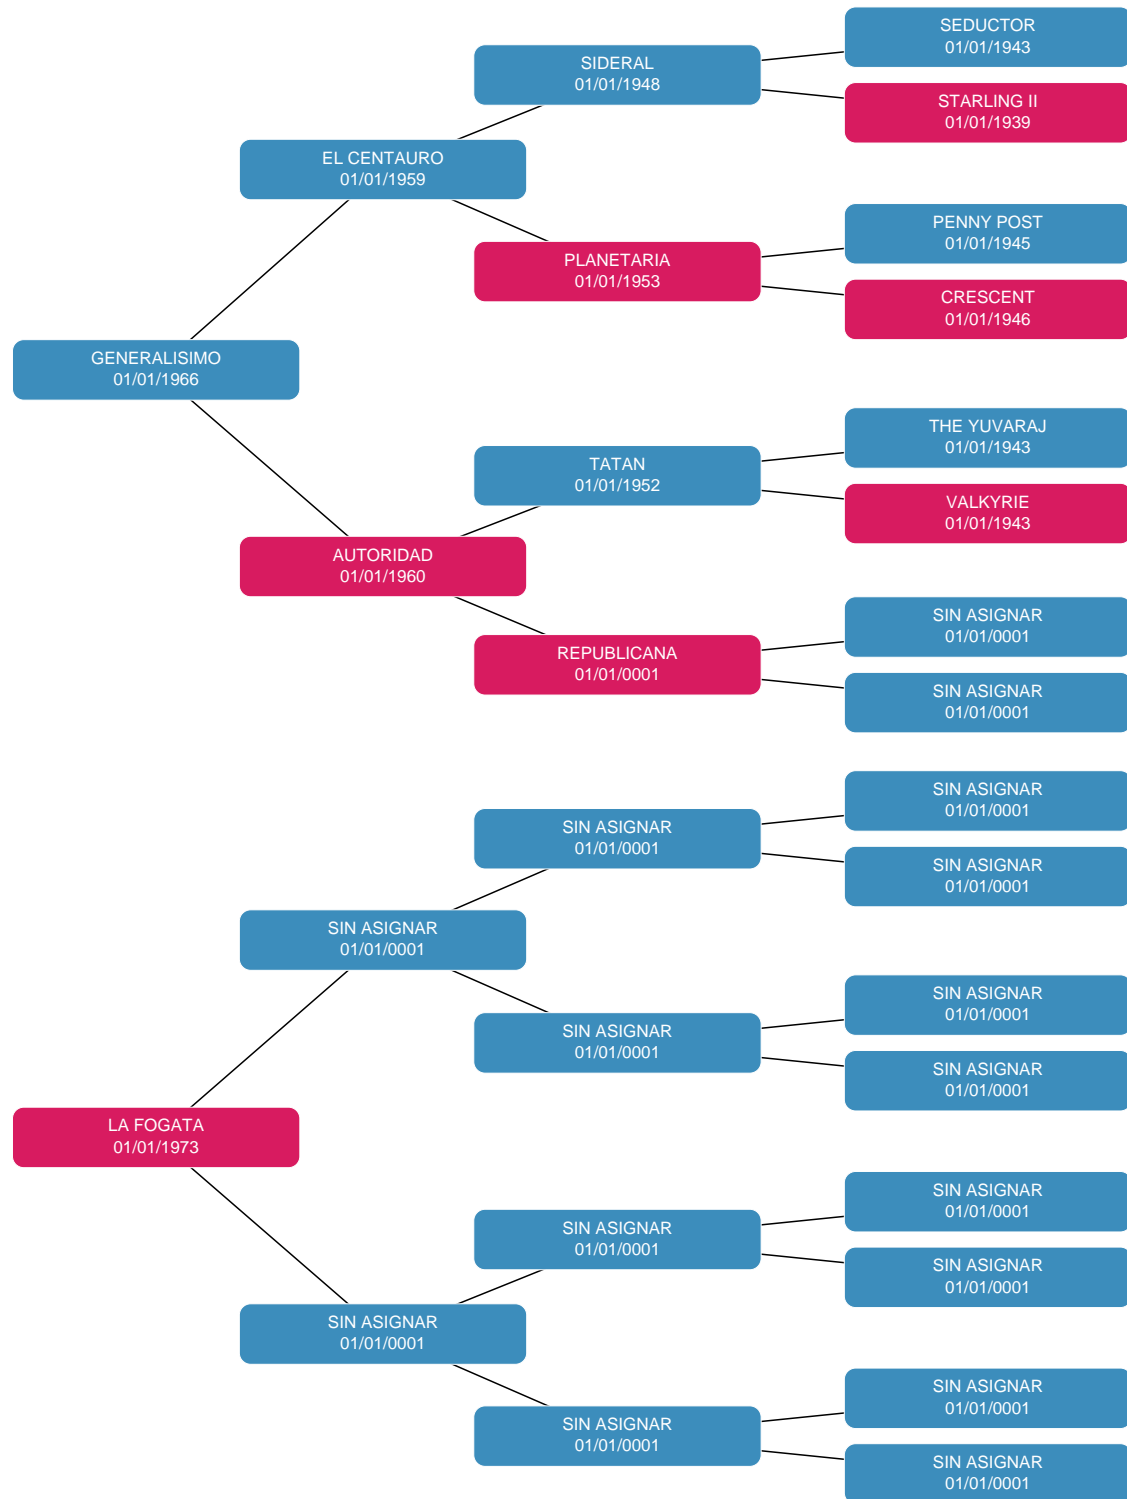 SEDUCTOR
01/01/1943
SIDERAL
01/01/1948
STARLING II
01/01/1939
EL CENTAURO
01/01/1959
PENNY POST
01/01/1945
PLANETARIA
01/01/1953
CRESCENT
01/01/1946
GENERALISIMO
01/01/1966
THE YUVARAJ
01/01/1943
TATAN
01/01/1952
VALKYRIE
01/01/1943
AUTORIDAD
01/01/1960
SIN ASIGNAR
01/01/0001
REPUBLICANA
01/01/0001
SIN ASIGNAR
01/01/0001
SIN ASIGNAR
01/01/0001
SIN ASIGNAR
01/01/0001
SIN ASIGNAR
01/01/0001
SIN ASIGNAR
01/01/0001
SIN ASIGNAR
01/01/0001
SIN ASIGNAR
01/01/0001
SIN ASIGNAR
01/01/0001
LA FOGATA
01/01/1973
SIN ASIGNAR
01/01/0001
SIN ASIGNAR
01/01/0001
SIN ASIGNAR
01/01/0001
SIN ASIGNAR
01/01/0001
SIN ASIGNAR
01/01/0001
SIN ASIGNAR
01/01/0001
SIN ASIGNAR
01/01/0001